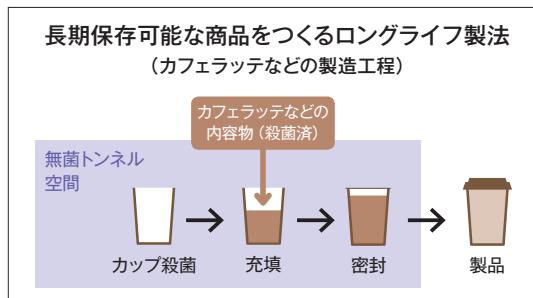 長期保存可能な商品をつくるロングライフ製法
（カフェラッテなどの製造工程）
カフェラッテなどの
内容物（殺菌済）
無菌トンネル
空間
カップ殺菌
充填
密封
製品